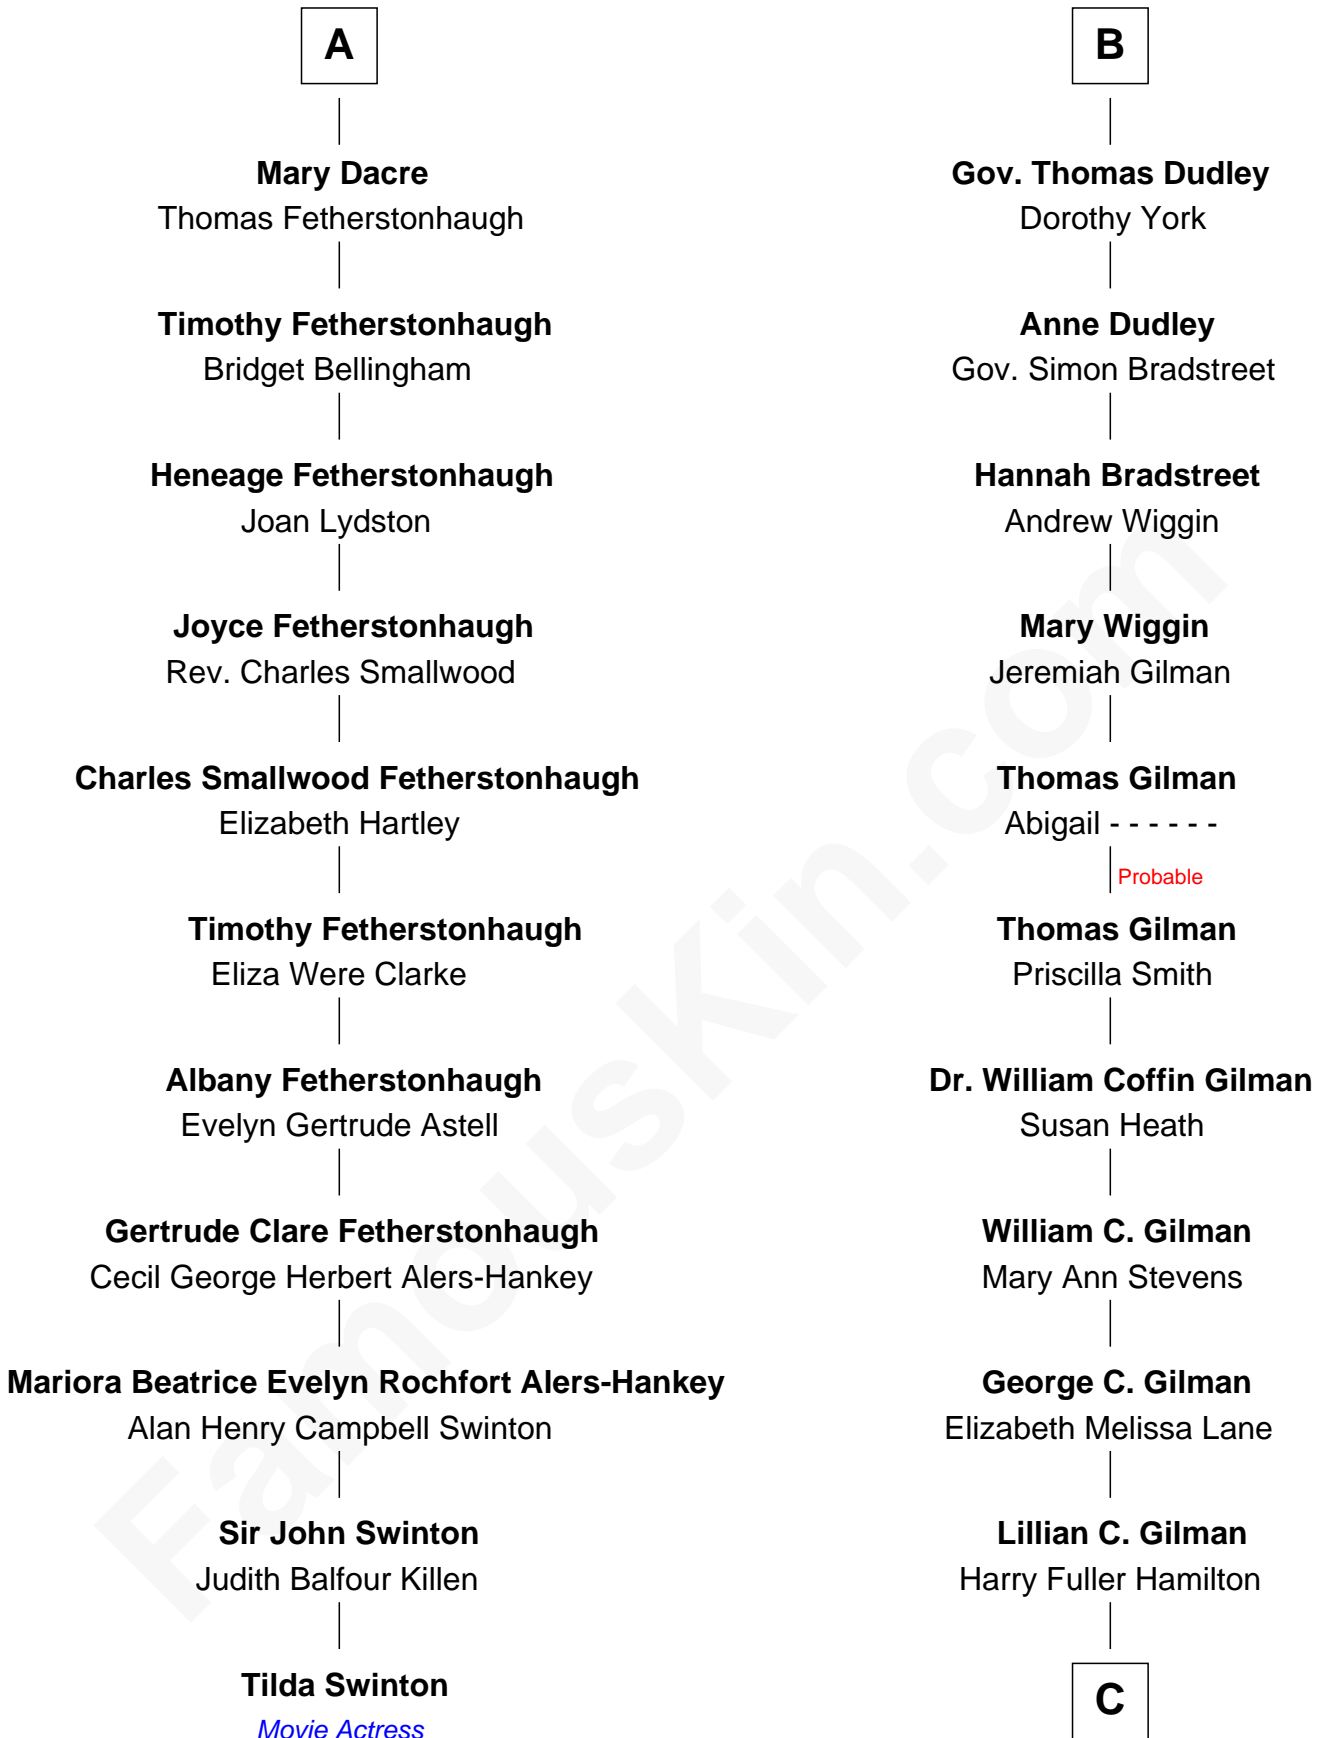 A
Mary Dacre
Thomas Fetherstonhaugh
Timothy Fetherstonhaugh
Bridget Bellingham
Heneage Fetherstonhaugh
Joan Lydston
Joyce Fetherstonhaugh
Rev. Charles Smallwood
Charles Smallwood Fetherstonhaugh
Elizabeth Hartley
Timothy Fetherstonhaugh
Eliza Were Clarke
Albany Fetherstonhaugh
Evelyn Gertrude Astell
Gertrude Clare Fetherstonhaugh
Cecil George Herbert Alers-Hankey
Mariora Beatrice Evelyn Rochfort Alers-Hankey
Alan Henry Campbell Swinton
Sir John Swinton
Judith Balfour Killen
Tilda Swinton
Movie Actress
B
Gov. Thomas Dudley
Dorothy York
Anne Dudley
Gov. Simon Bradstreet
Hannah Bradstreet
Andrew Wiggin
Mary Wiggin
Jeremiah Gilman
Thomas Gilman
Abigail - - - - - -
Probable
Thomas Gilman
Priscilla Smith
Dr. William Coffin Gilman
Susan Heath
William C. Gilman
Mary Ann Stevens
George C. Gilman
Elizabeth Melissa Lane
Lillian C. Gilman
Harry Fuller Hamilton
C
FamousKin.com